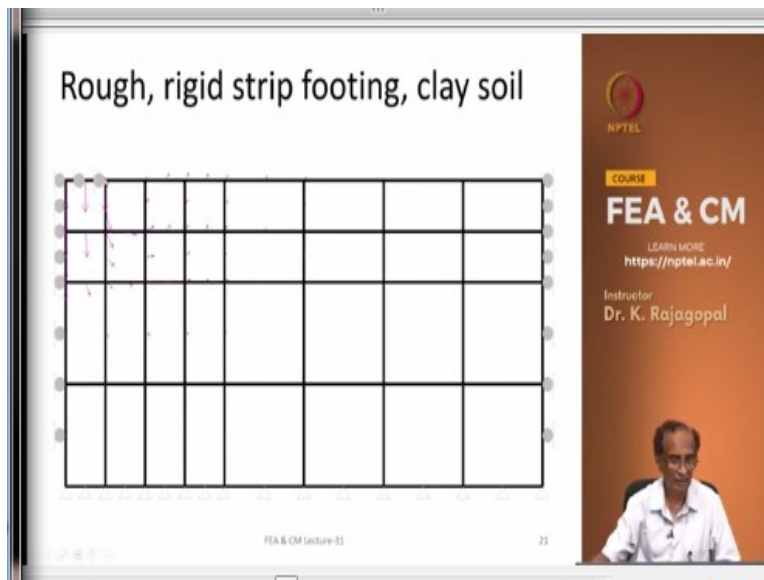 Rough, rigid strip footing, clay soil
FEA & CM Lecture-31
21
NPTEL
COURSE
FEA & CM
LEARN MORE
https://nptel.ac.in/
Instructor
Dr. K. Rajagopal